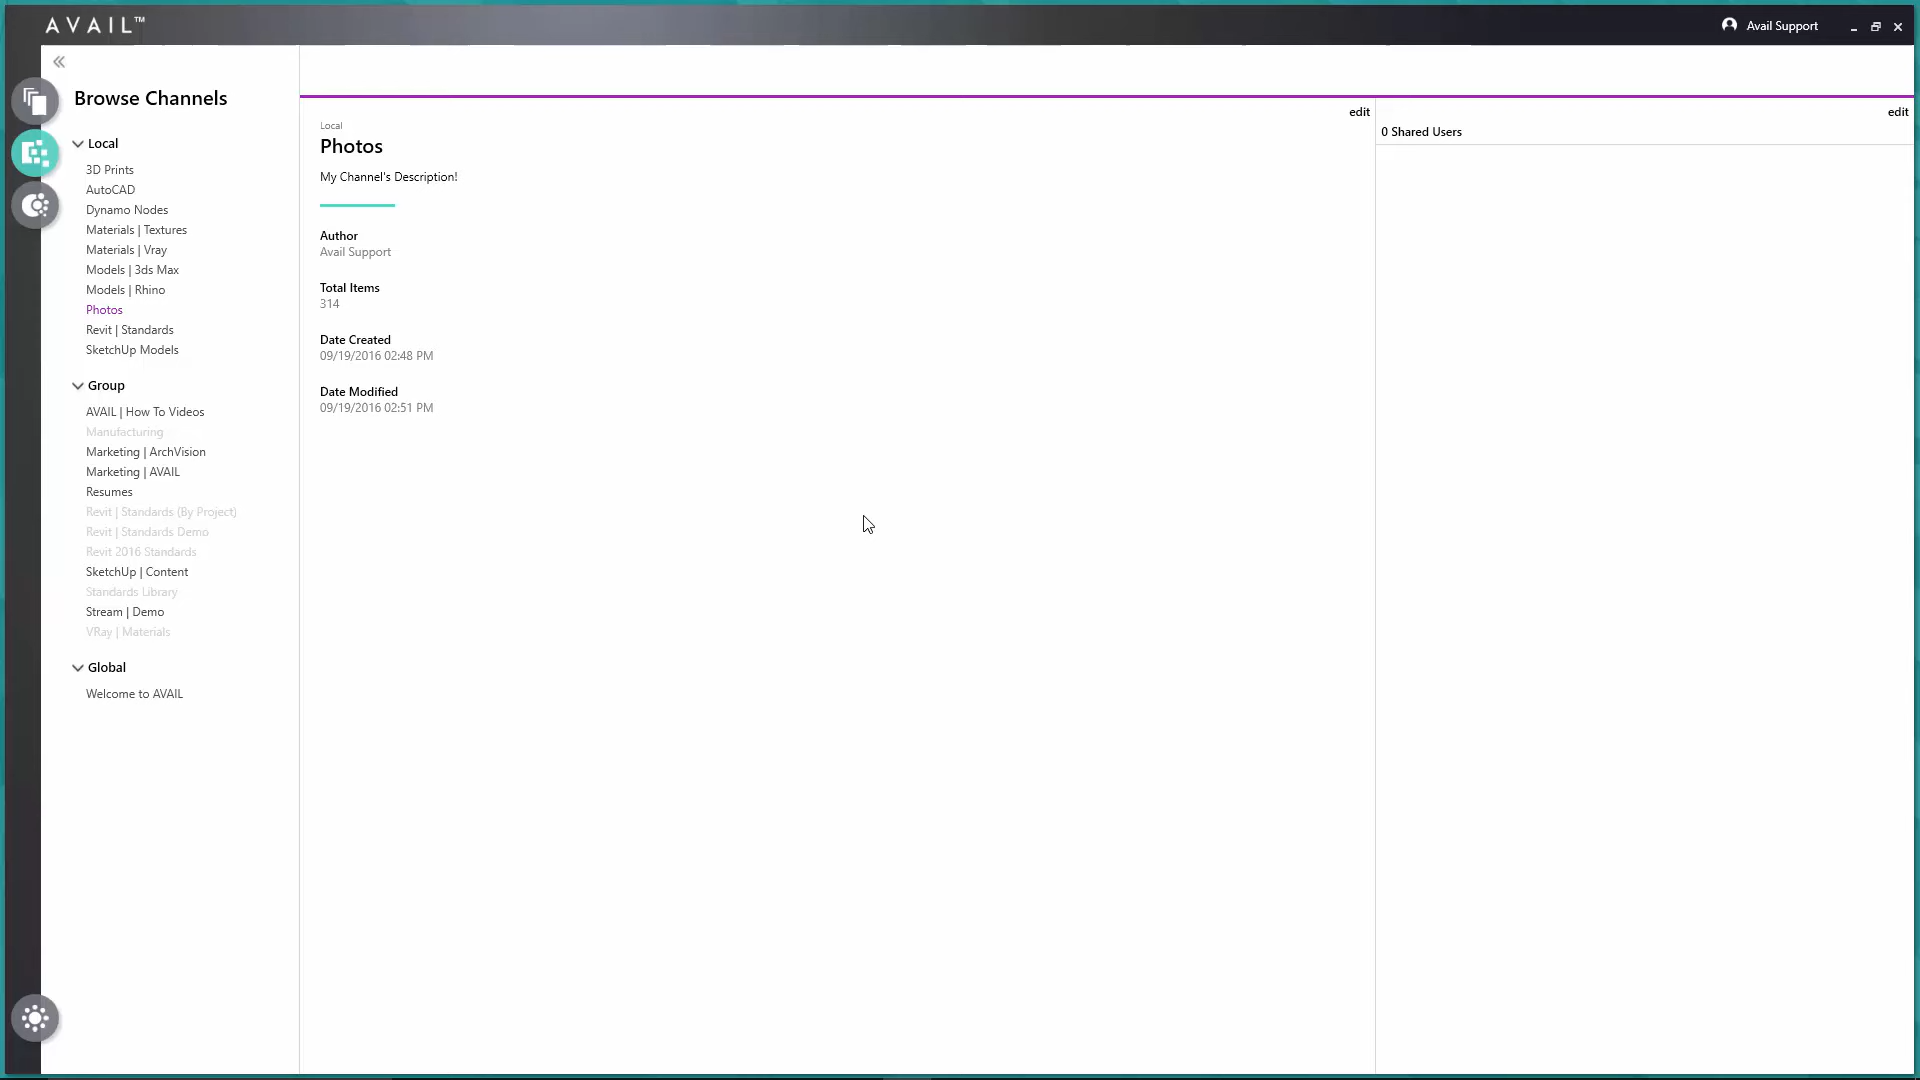 AVAIL™
Avail Support
Browse Channels
Local
3D Prints
AutoCAD
Dynamo Nodes
Materials | Textures
Materials | Vray
Models | 3ds Max
Models | Rhino
Photos
Revit | Standards
SketchUp Models
Group
AVAIL | How To Videos
Manufacturing
Marketing | ArchVision
Marketing | AVAIL
Resumes
Revit | Standards (By Project)
Revit | Standards Demo
Revit 2016 Standards
SketchUp | Content
Standards Library
Stream | Demo
VRay | Materials
Global
Welcome to AVAIL
edit
Local
Photos
My Channel's Description!
Author
Avail Support
Total Items
314
Date Created
09/19/2016 02:48 PM
Date Modified
09/19/2016 02:51 PM
edit
0 Shared Users